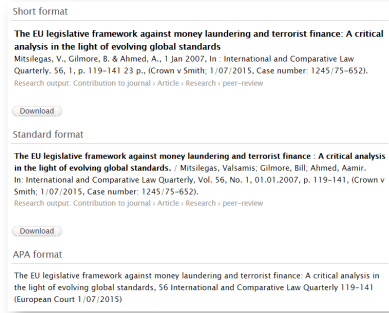 Short format
The EU legislative framework against money laundering and terrorist finance: A critical
analysis in the light of evolving global standards
Mitsilegas, V., Gilmore, B. & Ahmed, A., 1 Jan 2007, In : International and Comparative Law
Quarterly. 56, 1, p. 119-141 23 p., (Crown v Smith; 1/07/2015, Case number: 1245/75-652).
Research output: Contribution to journal › Article › Research › peer-review
Download
Standard format
The EU legislative framework against money laundering and terrorist finance : A critical analysis
in the light of evolving global standards. / Mitsilegas, Valsamis; Gilmore, Bill; Ahmed, Aamir.
In: International and Comparative Law Quarterly, Vol. 56, No. 1, 01.01.2007, p. 119-141, (Crown v
Smith; 1/07/2015, Case number: 1245/75-652).
Research output: Contribution to journal › Article › Research › peer-review
Download
APA format
The EU legislative framework against money laundering and terrorist finance: A critical analysis in
the light of evolving global standards, 56 International and Comparative Law Quarterly 119-141
(European Court 1/07/2015)